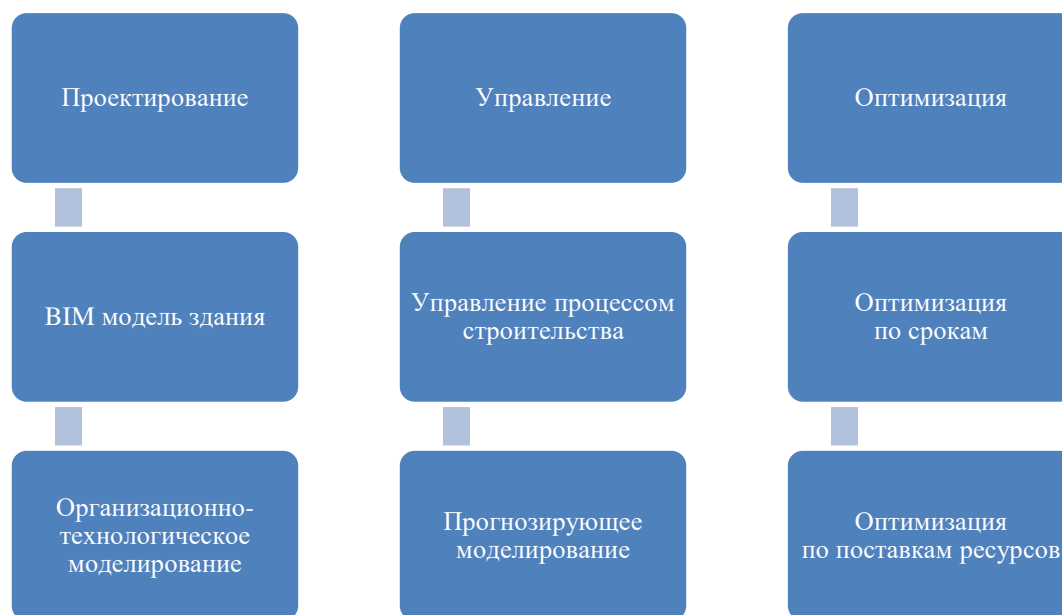 Проектирование
Управление
Оптимизация
BIM модель здания
Управление процессом
строительства
Оптимизация
по срокам
Организационно-
технологическое
моделирование
Прогнозирующее
моделирование
Оптимизация
по поставкам ресурсов